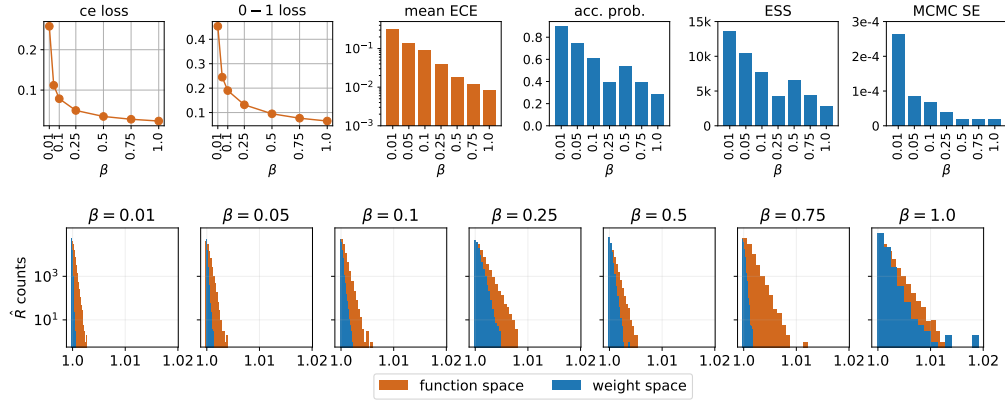 ce loss
0 − 1 loss
mean ECE
acc. prob.
ESS
MCMC SE
0.2
0.1
0.01
0.1
0.25
0.5
0.75
1.0
β
0.4
0.3
0.2
0.1
0.01
0.1
0.25
0.5
0.75
1.0
β
10⁻¹
10⁻²
10⁻³
0.01
0.05
0.1
0.25
0.5
0.75
1.0
β
0.8
0.6
0.4
0.2
0.0
0.01
0.05
0.1
0.25
0.5
0.75
1.0
β
15k
10k
5k
0
0.01
0.05
0.1
0.25
0.5
0.75
1.0
β
3e-4
1e-4
1e-4
0
0.01
0.05
0.1
0.25
0.5
0.75
1.0
β
β = 0.01
β = 0.05
β = 0.1
β = 0.25
β = 0.5
β = 0.75
β = 1.0
R̂ counts
10³
10¹
1.0 1.01 1.02
1.0 1.01 1.02
1.0 1.01 1.02
1.0 1.01 1.02
1.0 1.01 1.02
1.0 1.01 1.02
1.0 1.01 1.02
function space
weight space